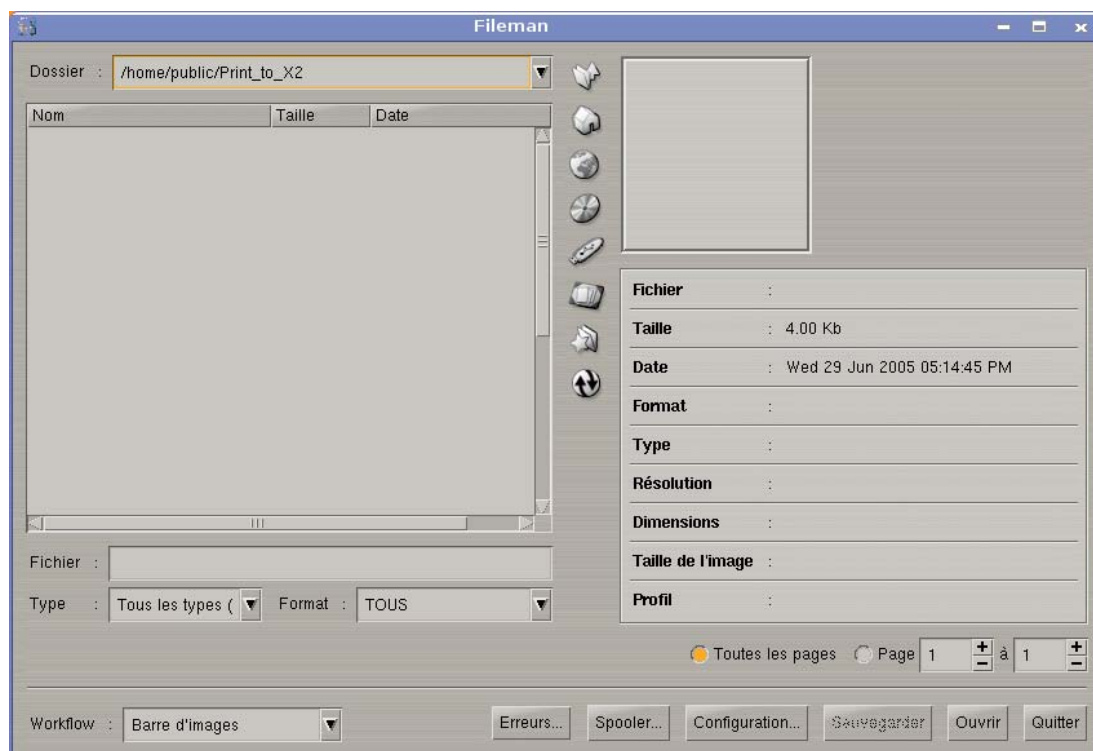 Fileman
Dossier : /home/public/Print_to_X2
Nom Taille Date
Fichier :
Type : Tous les types ( Format : TOUS
Fichier :
Taille : 4.00 Kb
Date : Wed 29 Jun 2005 05:14:45 PM
Format :
Type :
Résolution :
Dimensions :
Taille de l'image :
Profil :
Toutes les pages Page 1 à 1
Workflow : Barre d'images
Erreurs... Spooler... Configuration... Sauvegarder Ouvrir Quitter